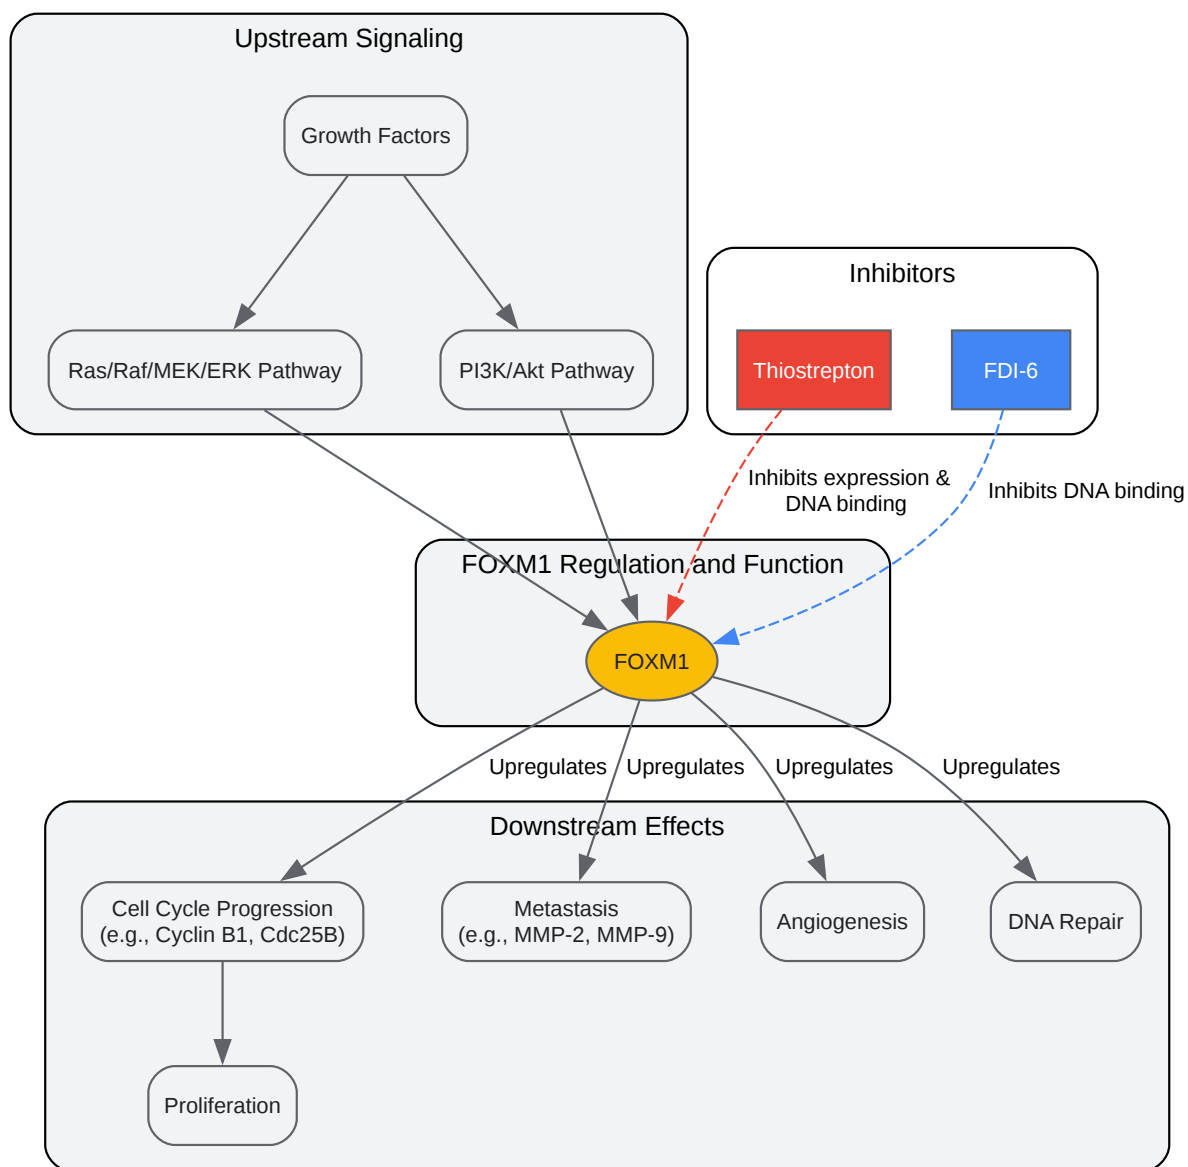 Upstream Signaling
Growth Factors
Inhibitors
Ras/Raf/MEK/ERK Pathway
PI3K/Akt Pathway
Thiostrepton
FDI-6
Inhibits expression &
DNA binding
Inhibits DNA binding
FOXM1 Regulation and Function
FOXM1
Upregulates
Upregulates
Upregulates
Upregulates
Downstream Effects
Cell Cycle Progression
(e.g., Cyclin B1, Cdc25B)
Metastasis
(e.g., MMP-2, MMP-9)
Angiogenesis
DNA Repair
Proliferation